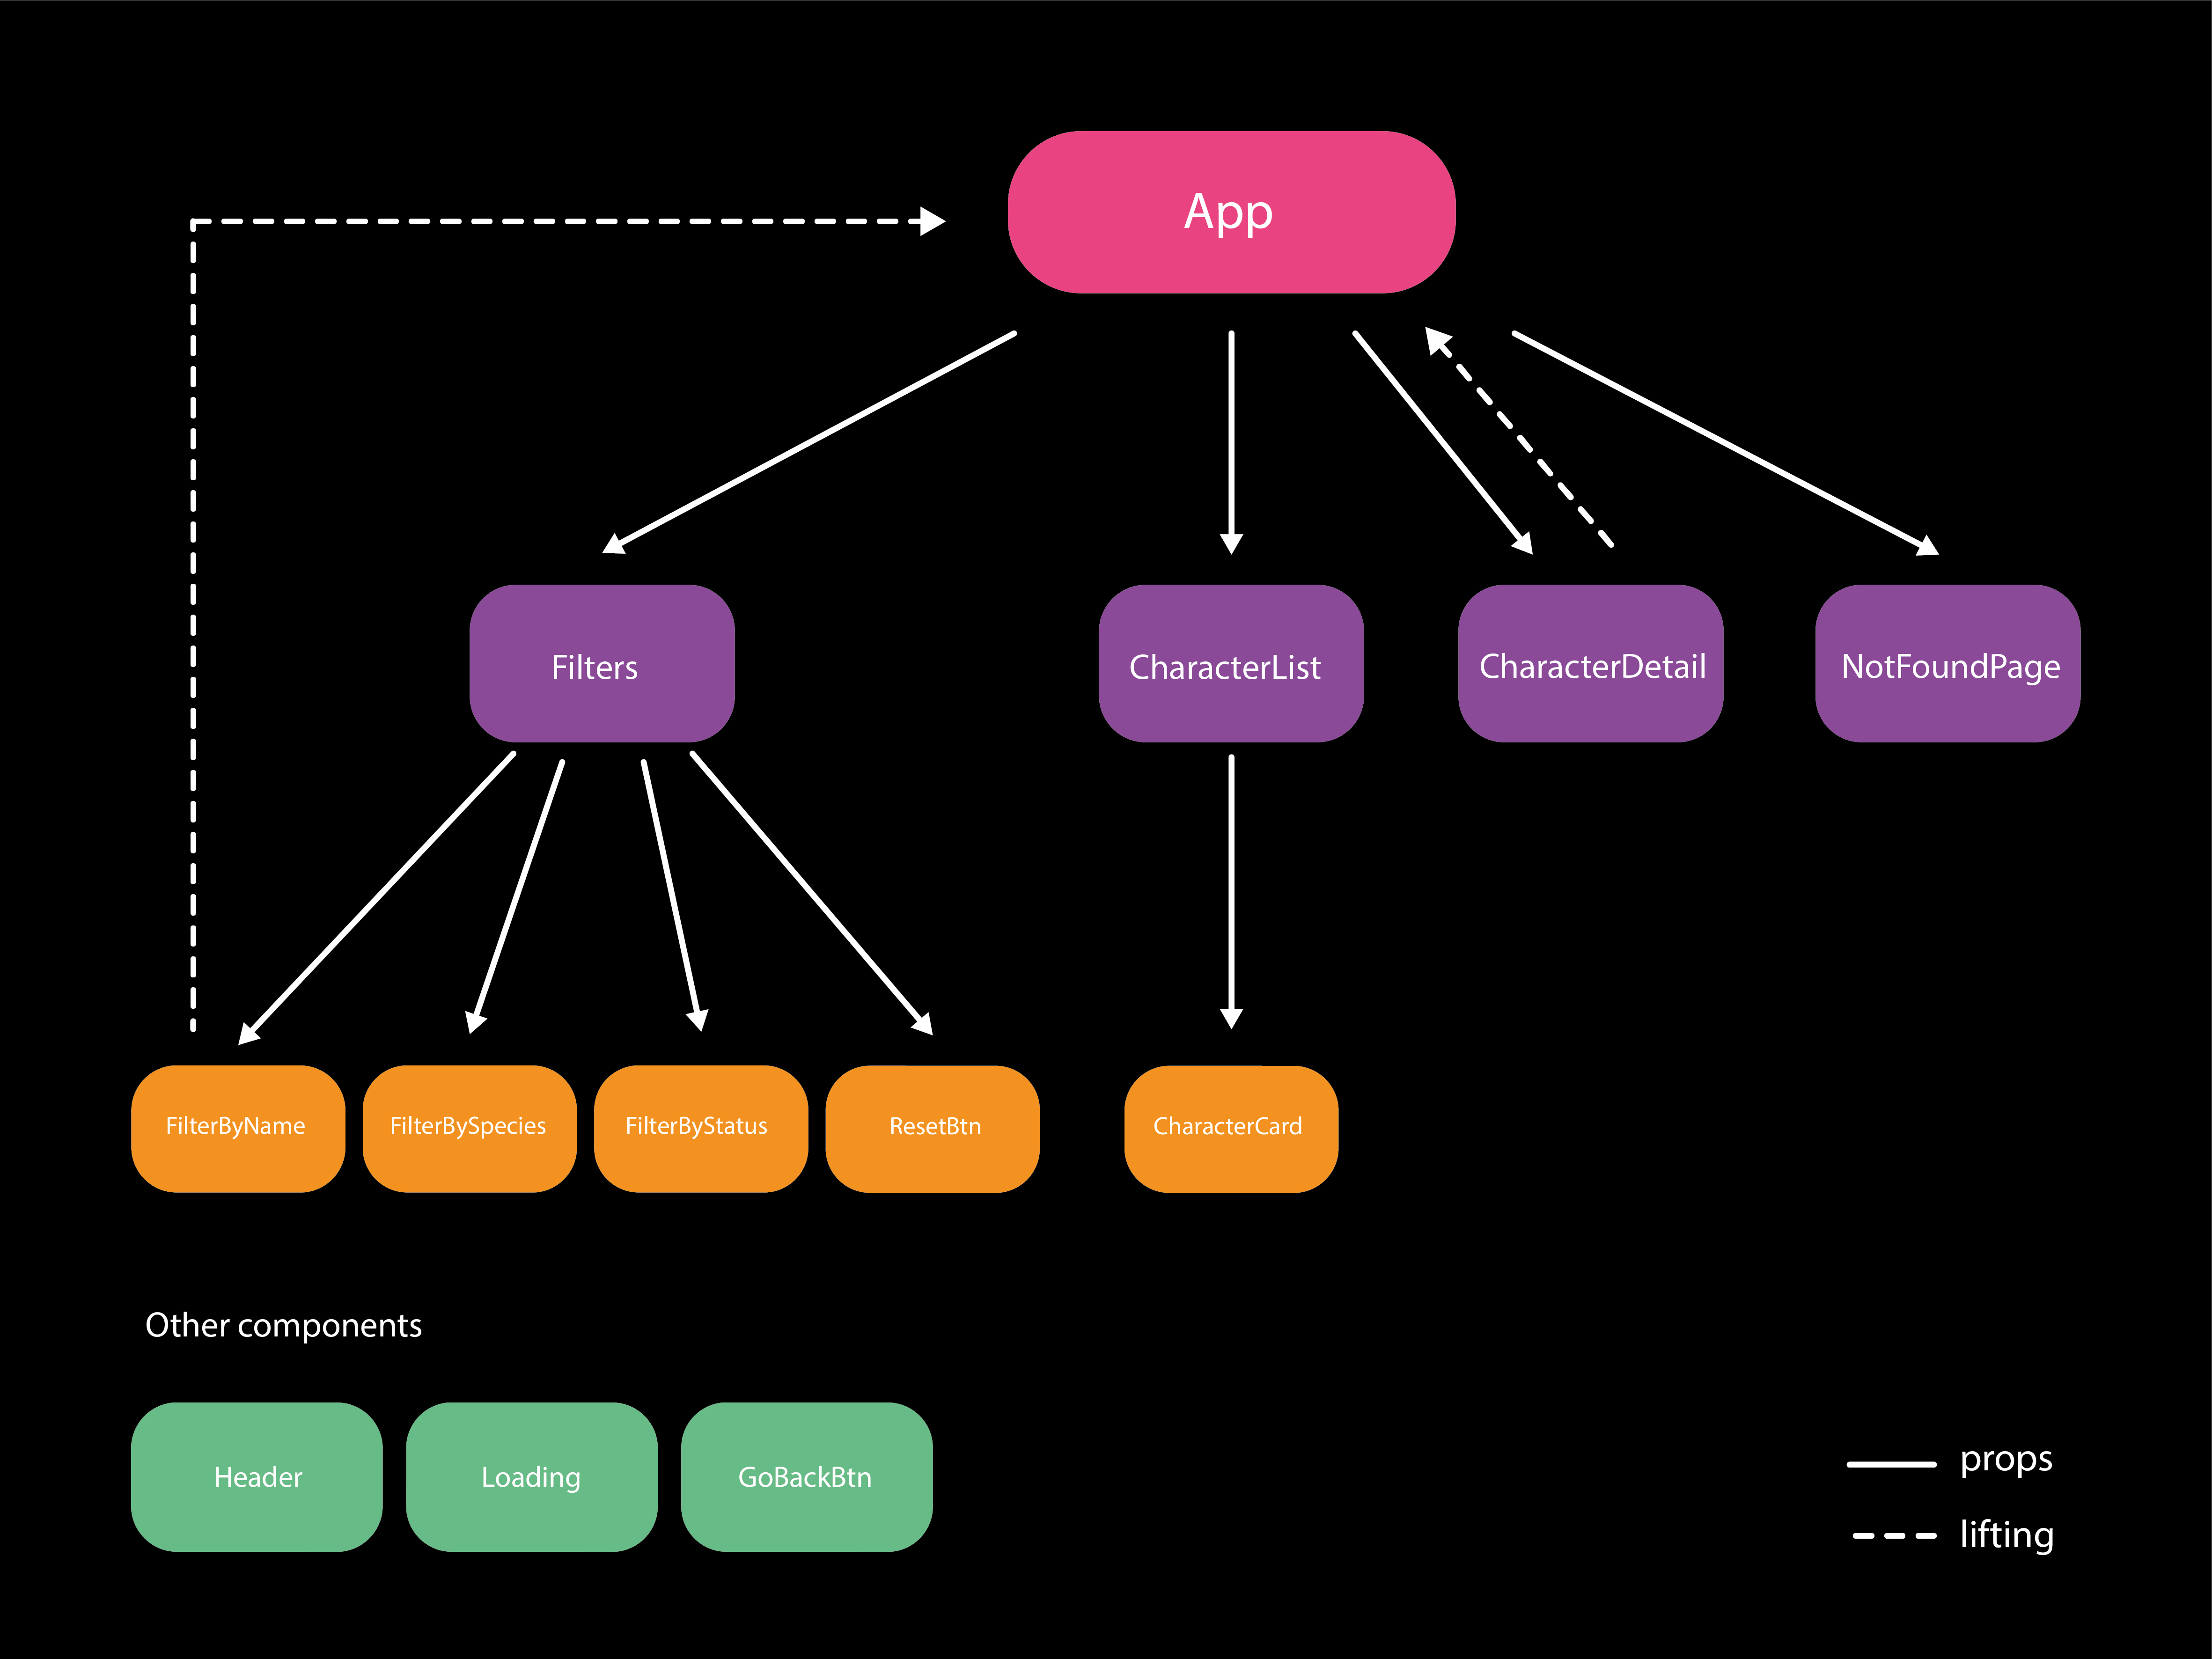 App
Filters
CharacterList
CharacterDetail
NotFoundPage
FilterByName
FilterBySpecies
FilterByStatus
ResetBtn
CharacterCard
Other components
Header
Loading
GoBackBtn
props
lifting